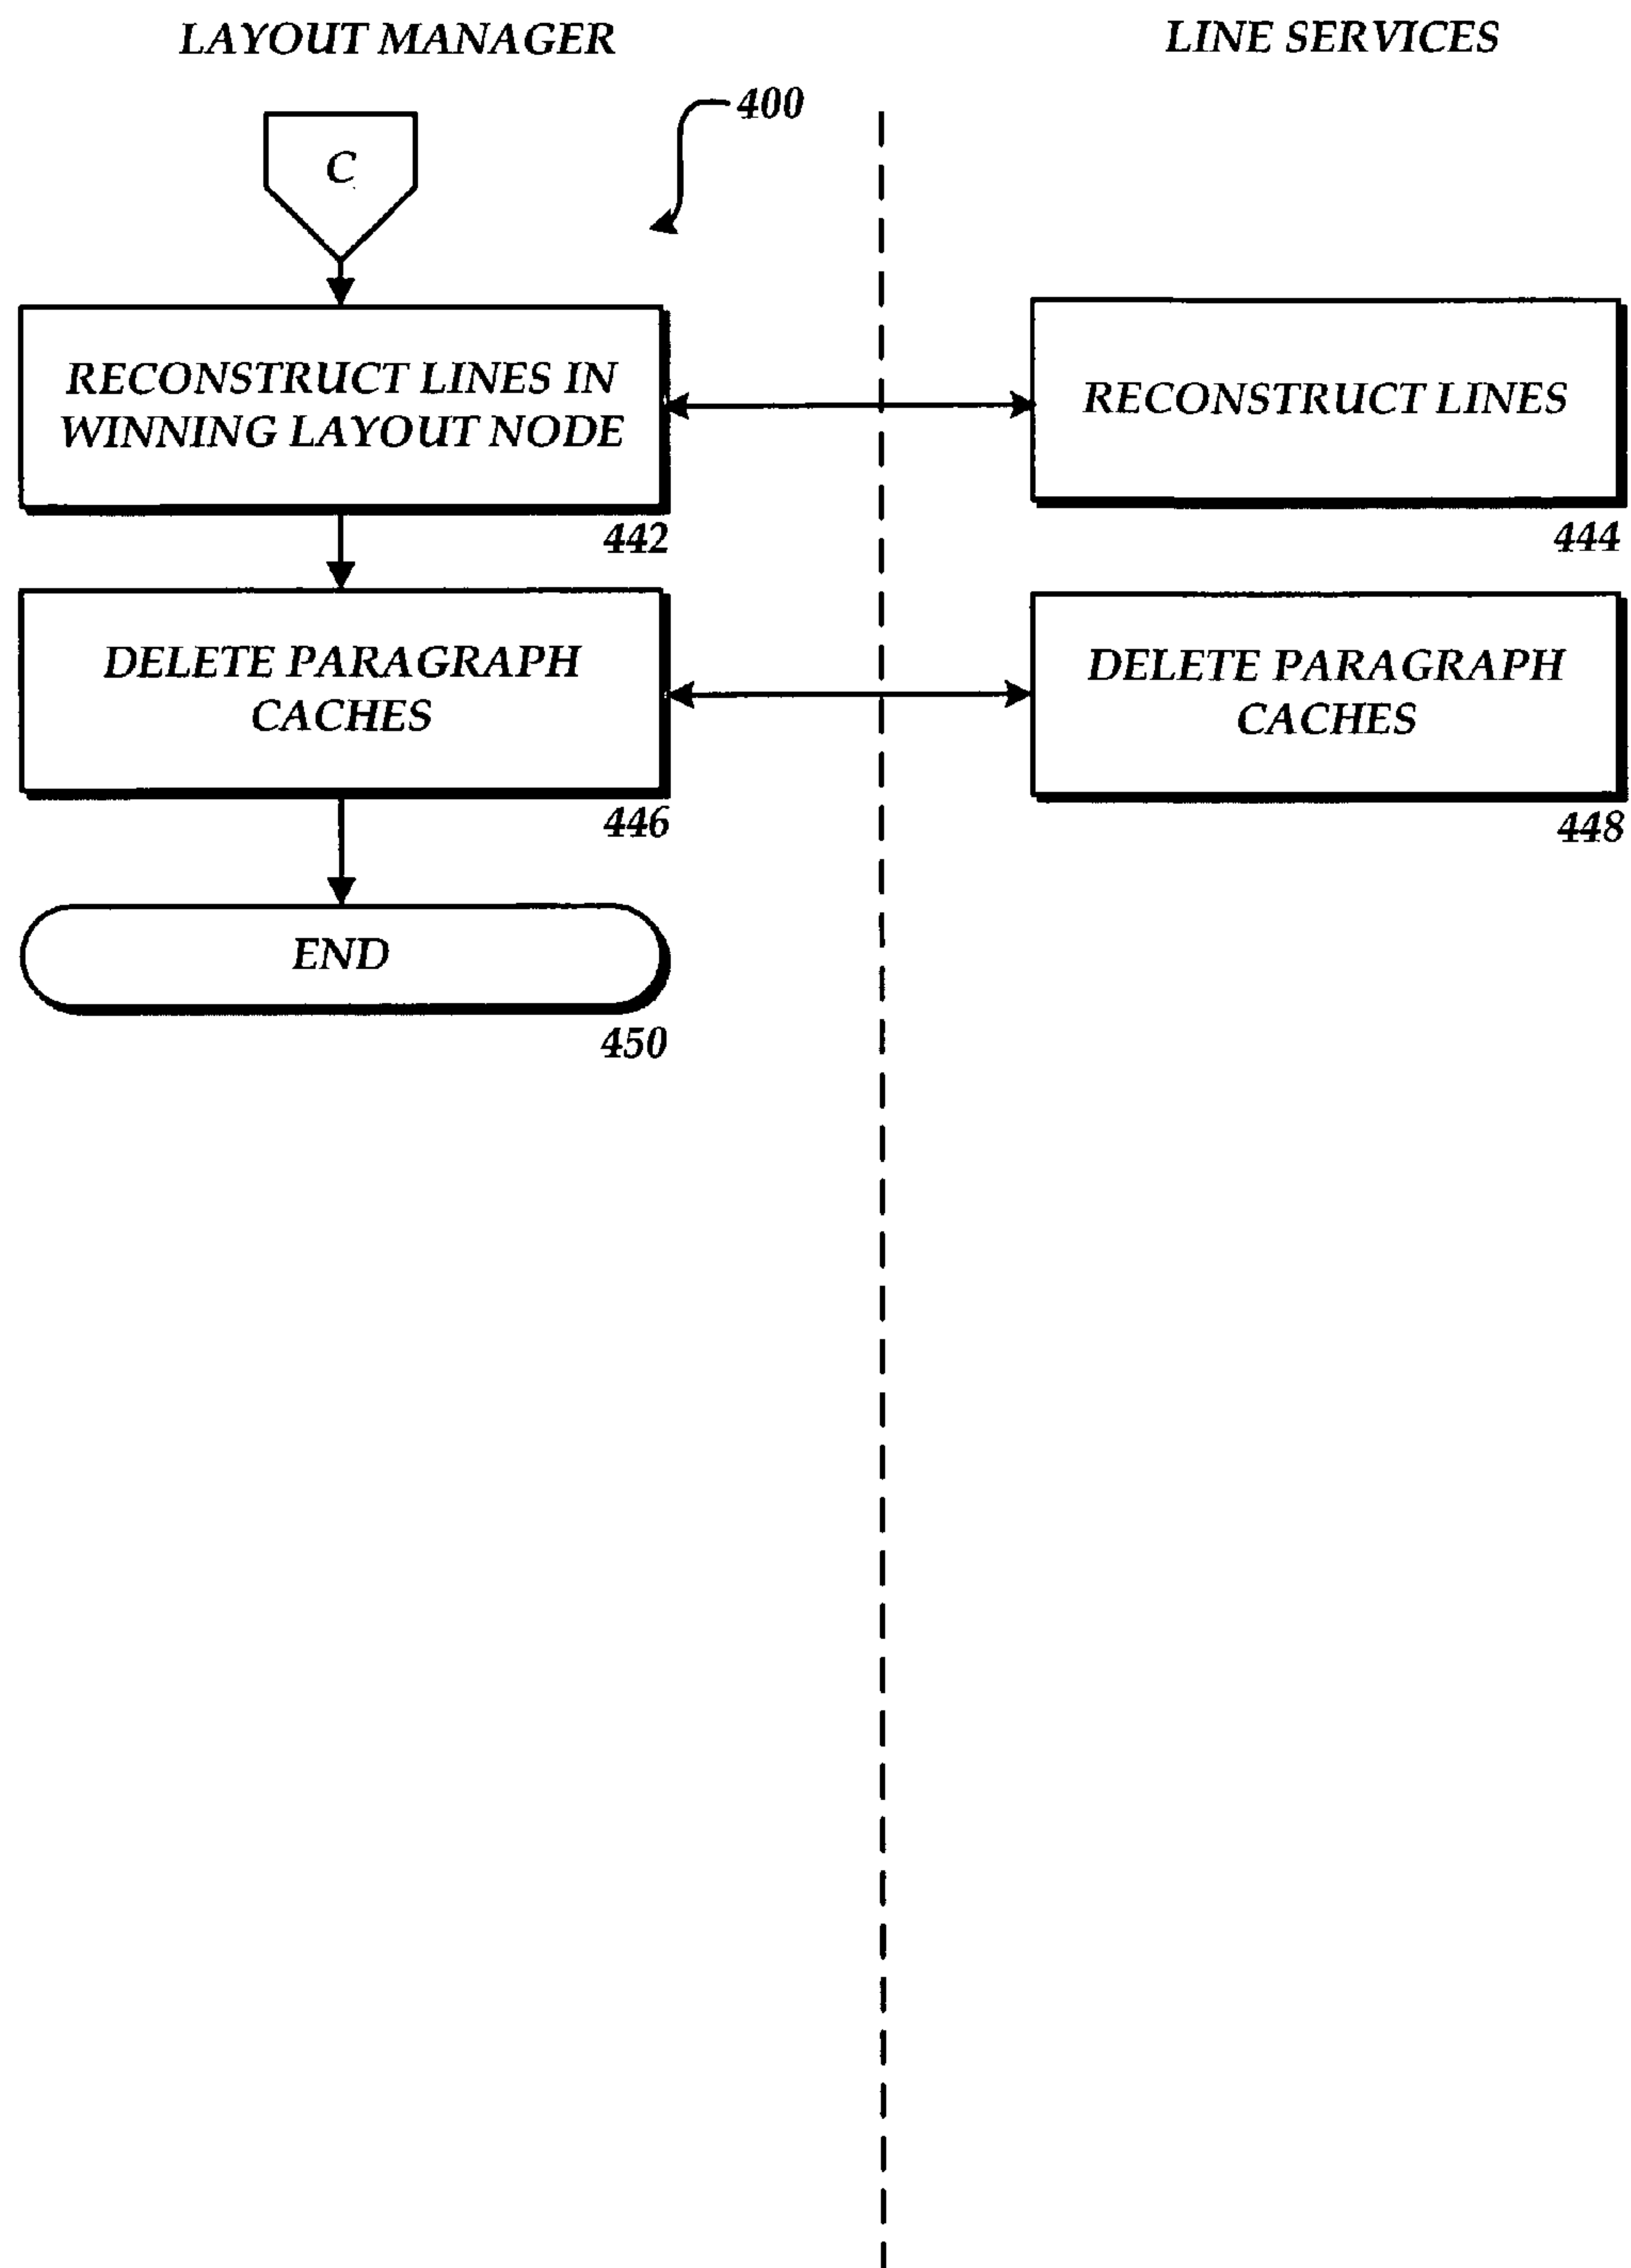 LAYOUT MANAGER
LINE SERVICES
400
C
RECONSTRUCT LINES IN
WINNING LAYOUT NODE
442
RECONSTRUCT LINES
444
DELETE PARAGRAPH
CACHES
446
DELETE PARAGRAPH
CACHES
448
END
450